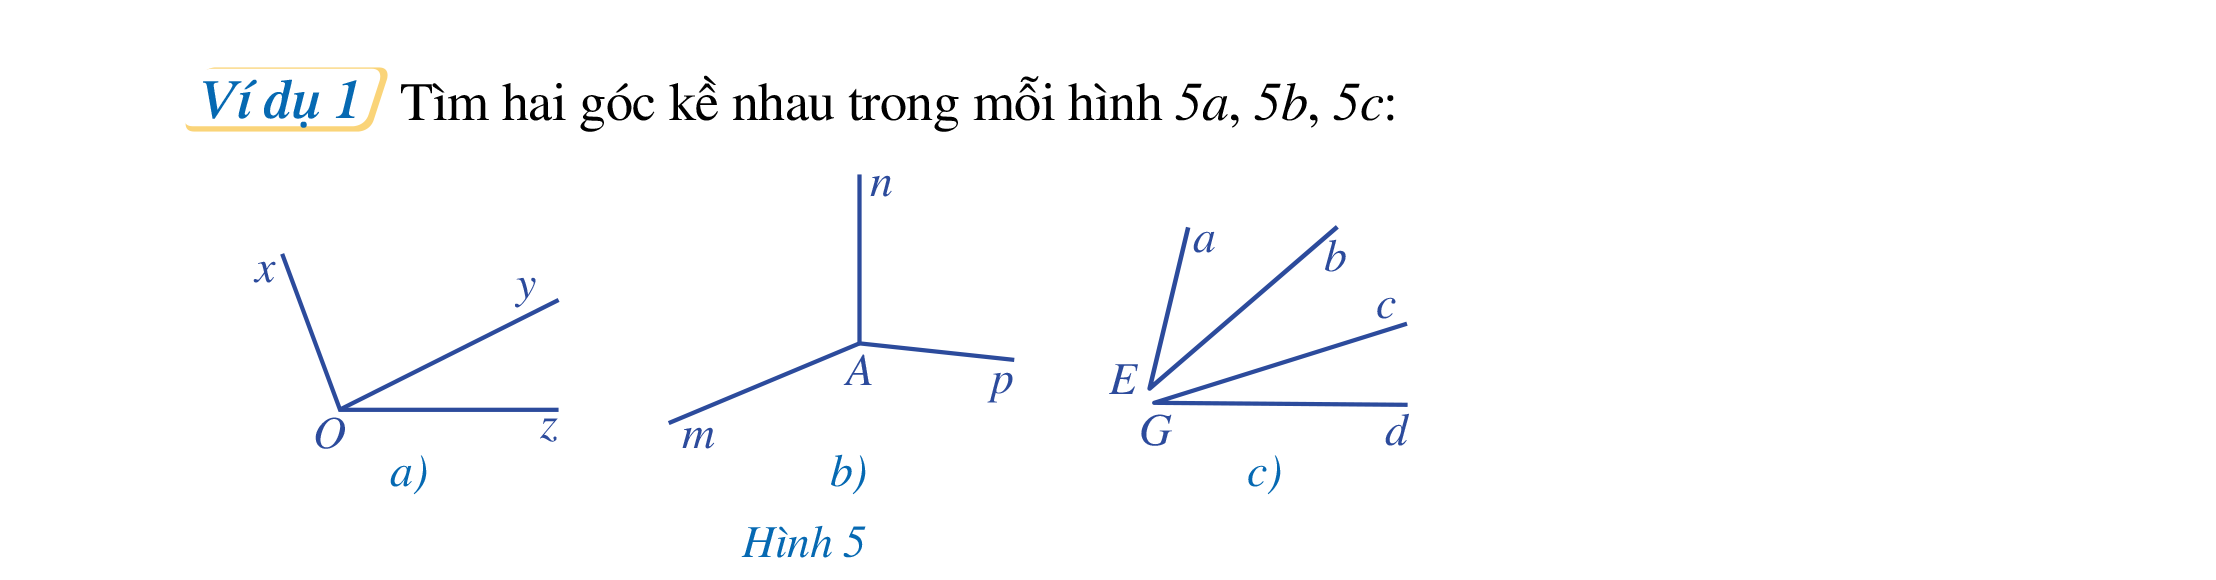 Ví dụ 1 Tìm hai góc kề nhau trong mỗi hình 5a, 5b, 5c:
x y O z a)
n A m p b)
a b c E G d c)
Hình 5